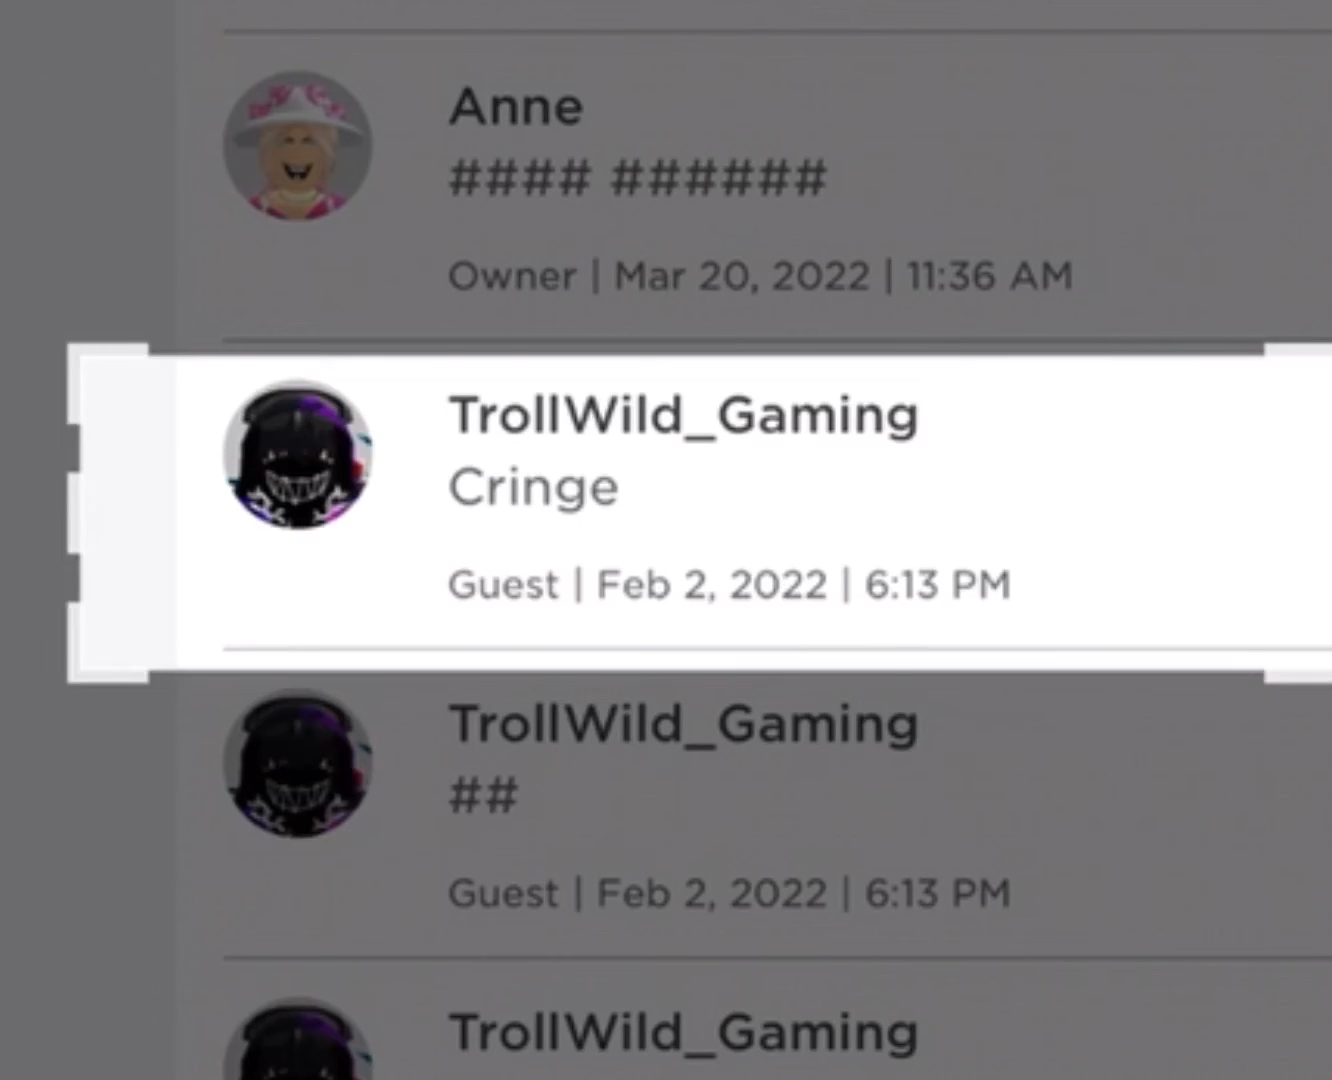 Anne
#### ######
Owner | Mar 20, 2022 | 11:36 AM
TrollWild_Gaming
Cringe
Guest | Feb 2, 2022 | 6:13 PM
TrollWild_Gaming
##
Guest | Feb 2, 2022 | 6:13 PM
TrollWild_Gaming